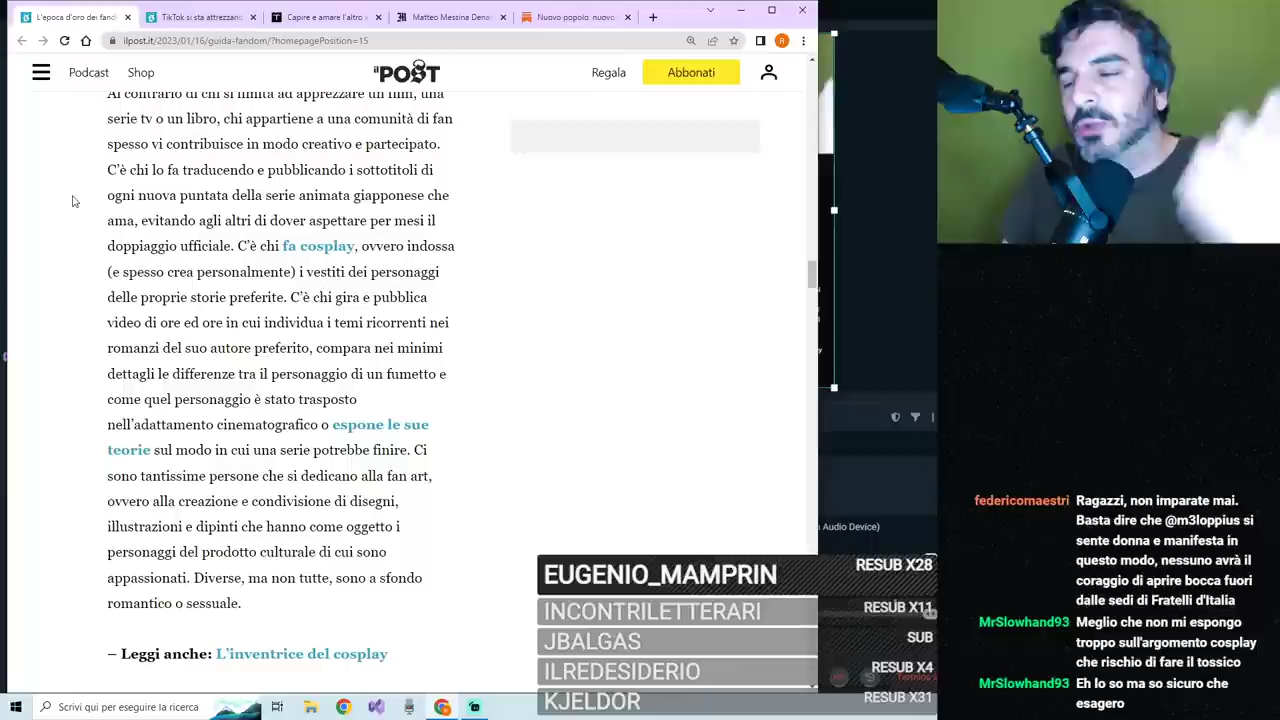 L'epoca d'oro dei fand
TikTok si sta attrezzand
Capire e amare l'altro s
Matteo Messina Dena
Nuovo popolo, nuovo
ilpost.it/2023/01/16/guida-fandom/?homepagePosition=15
R
Podcast
Shop
IL POST
Regala
Abbonati
Al contrario di chi si limita ad apprezzare un film, una
serie tv o un libro, chi appartiene a una comunità di fan
spesso vi contribuisce in modo creativo e partecipato.
C'è chi lo fa traducendo e pubblicando i sottotitoli di
ogni nuova puntata della serie animata giapponese che
ama, evitando agli altri di dover aspettare per mesi il
doppiaggio ufficiale. C'è chi fa cosplay, ovvero indossa
(e spesso crea personalmente) i vestiti dei personaggi
delle proprie storie preferite. C'è chi gira e pubblica
video di ore ed ore in cui individua i temi ricorrenti nei
romanzi del suo autore preferito, compara nei minimi
dettagli le differenze tra il personaggio di un fumetto e
come quel personaggio è stato trasposto
nell'adattamento cinematografico o espone le sue
teorie sul modo in cui una serie potrebbe finire. Ci
sono tantissime persone che si dedicano alla fan art,
ovvero alla creazione e condivisione di disegni,
illustrazioni e dipinti che hanno come oggetto i
personaggi del prodotto culturale di cui sono
appassionati. Diverse, ma non tutte, sono a sfondo
romantico o sessuale.
– Leggi anche: L'inventrice del cosplay
Audio Device)
EUGENIO_MAMPRIN RESUB X28
INCONTRILETTERARI RESUB X11
JBALGAS SUB
ILREDESIDERIO RESUB X4
KJELDOR RESUB X31
federicomaestri Ragazzi, non imparate mai.
Basta dire che @m3loppius si
sente donna e manifesta in
questo modo, nessuno avrà il
coraggio di aprire bocca fuori
dalle sedi di Fratelli d'Italia
MrSlowhand93 Meglio che non mi espongo
troppo sull'argomento cosplay
che rischio di fare il tossico
MrSlowhand93 Eh lo so ma so sicuro che
esagero
Scrivi qui per eseguire la ricerca